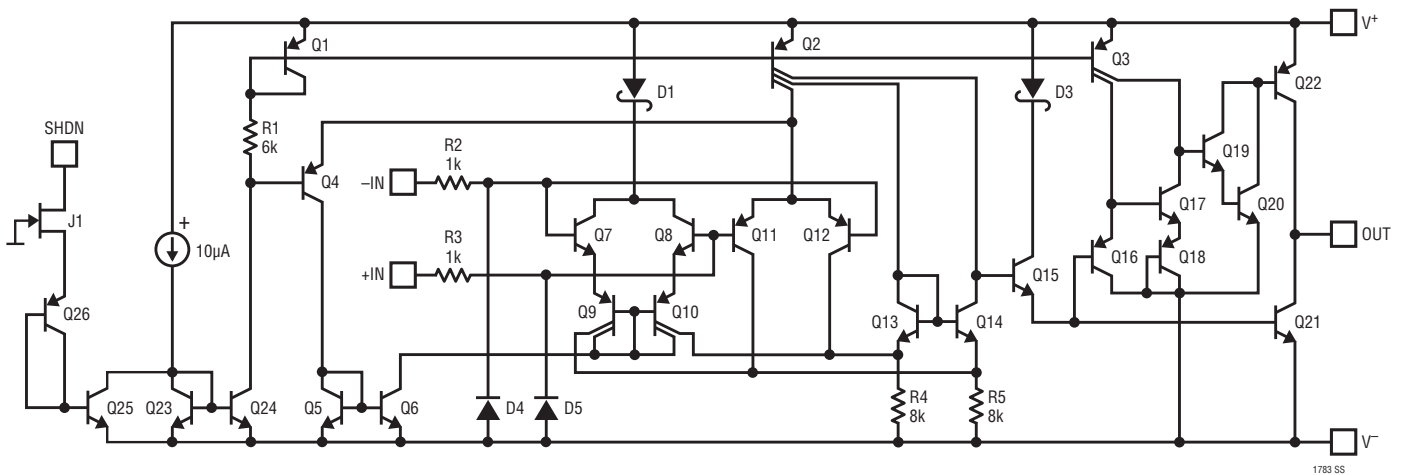 V+
Q1
Q2
Q3
Q22
D1
D3
R1
6k
SHDN
R2
1k
Q19
Q4
–IN
J1
Q17
Q20
+
10µA
Q7
Q8
Q11
Q12
R3
1k
OUT
+IN
Q16
Q18
Q15
Q26
Q9
Q10
Q13
Q14
Q21
Q25
Q23
Q24
Q5
Q6
D4
D5
R4
8k
R5
8k
V–
1783 SS